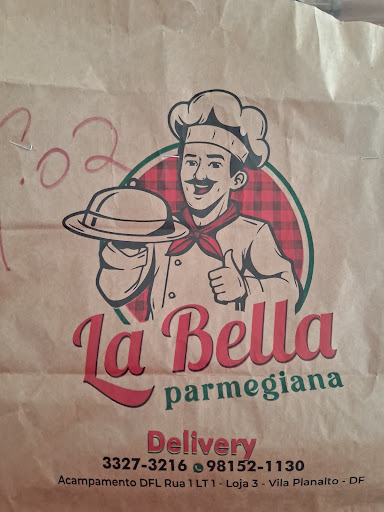 La Bella
parmegiana
Delivery
3327-3216 98152-1130
Acampamento DFL Rua 1 LT 1 - Loja 3 - Vila Planalto - DF